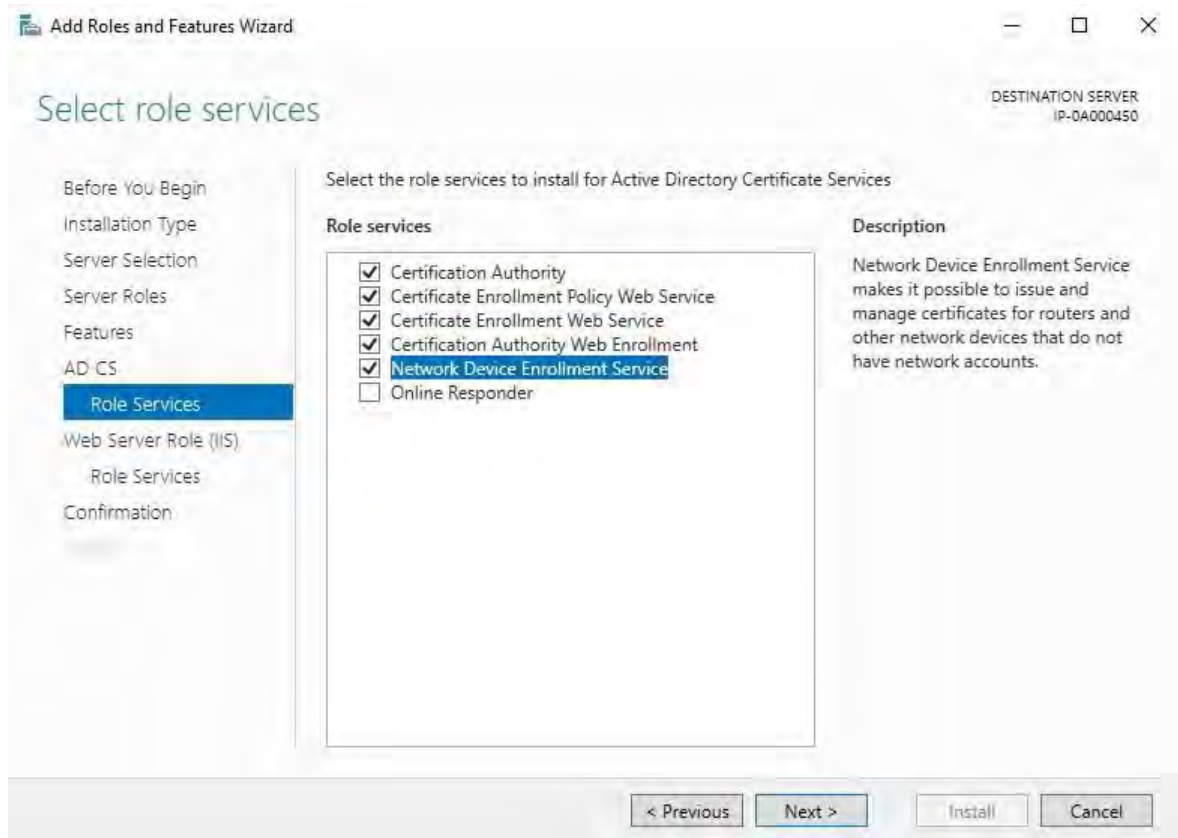 Add Roles and Features Wizard
Select role services
DESTINATION SERVER
IP-0A000450
Before You Begin
Installation Type
Server Selection
Server Roles
Features
AD CS
Role Services
Web Server Role (IIS)
Role Services
Confirmation
Select the role services to install for Active Directory Certificate Services
Role services
Certification Authority
Certificate Enrollment Policy Web Service
Certificate Enrollment Web Service
Certification Authority Web Enrollment
Network Device Enrollment Service
Online Responder
Description
Network Device Enrollment Service
makes it possible to issue and
manage certificates for routers and
other network devices that do not
have network accounts.
< Previous
Next >
Install
Cancel